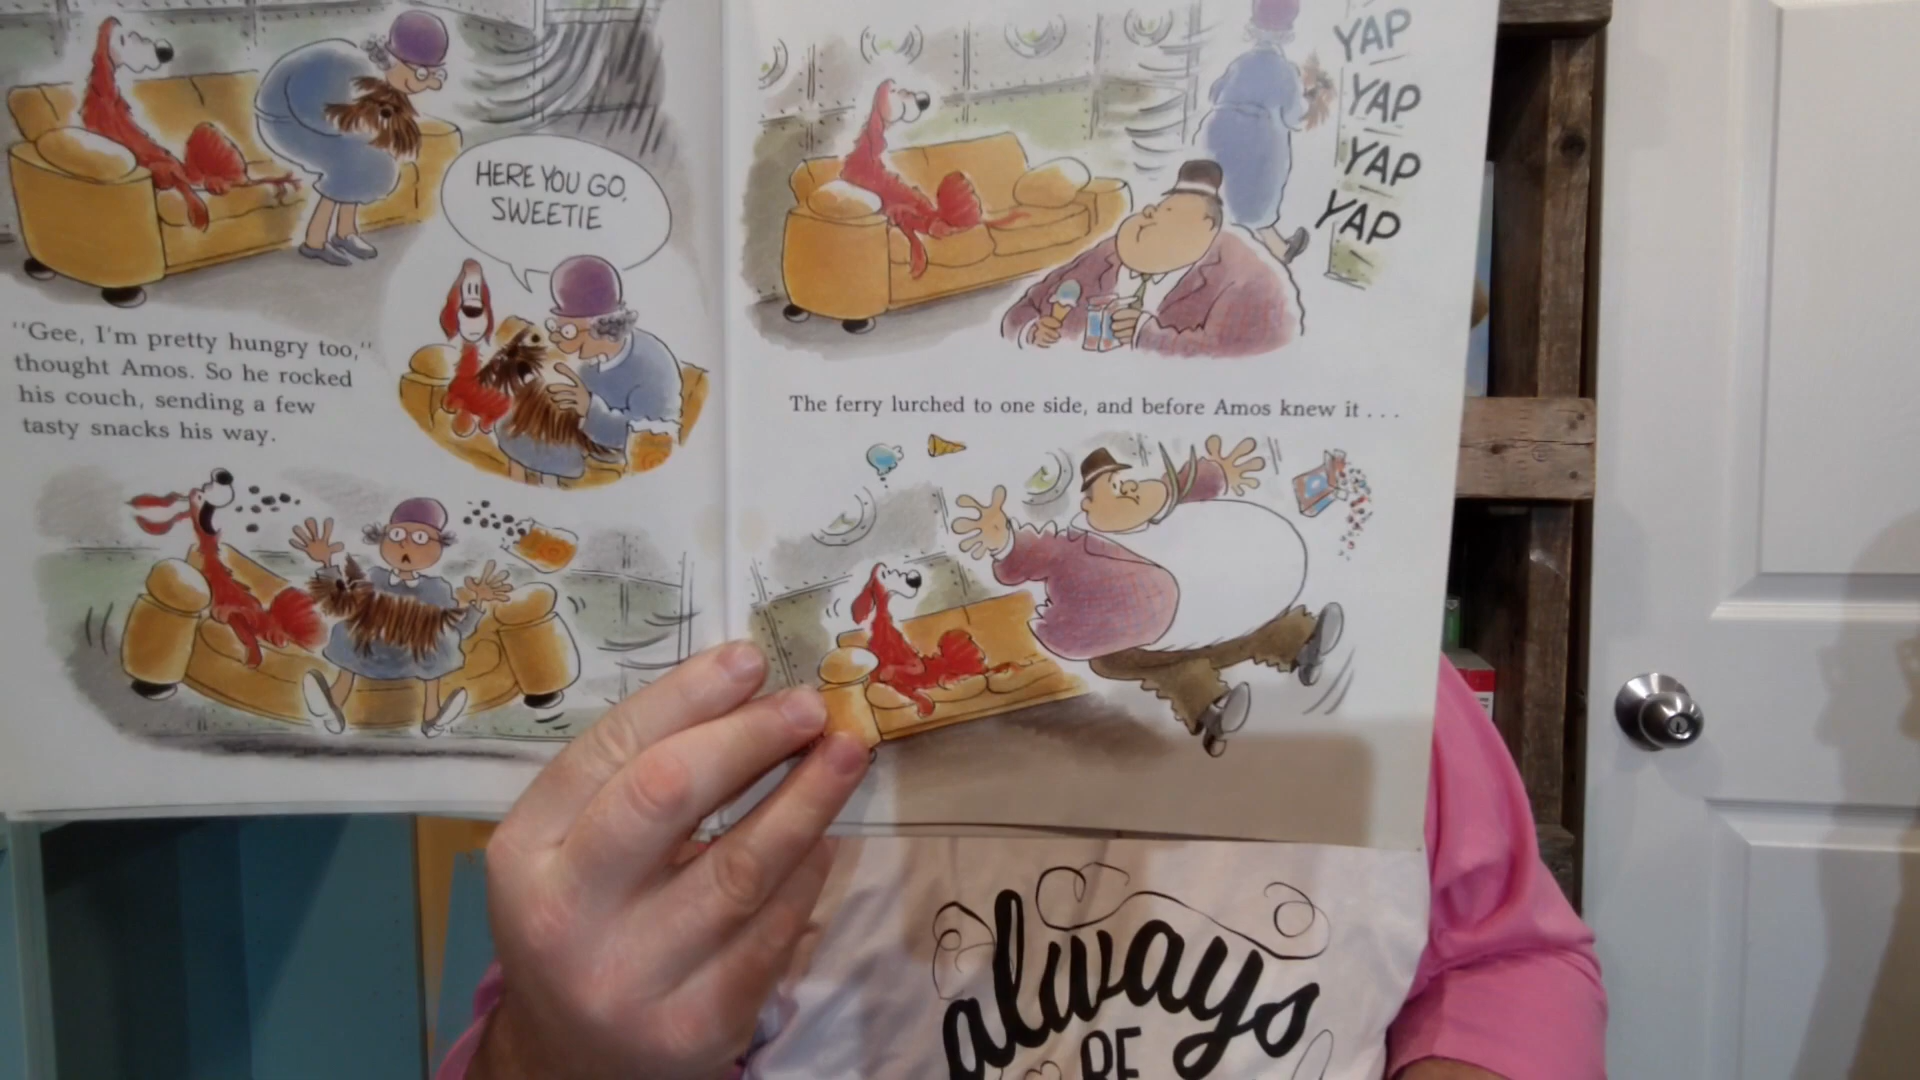 HERE YOU GO,
SWEETIE
"Gee, I'm pretty hungry too,"
thought Amos. So he rocked
his couch, sending a few
tasty snacks his way.
YAP
YAP
YAP
YAP
The ferry lurched to one side, and before Amos knew it . . .
always
BE